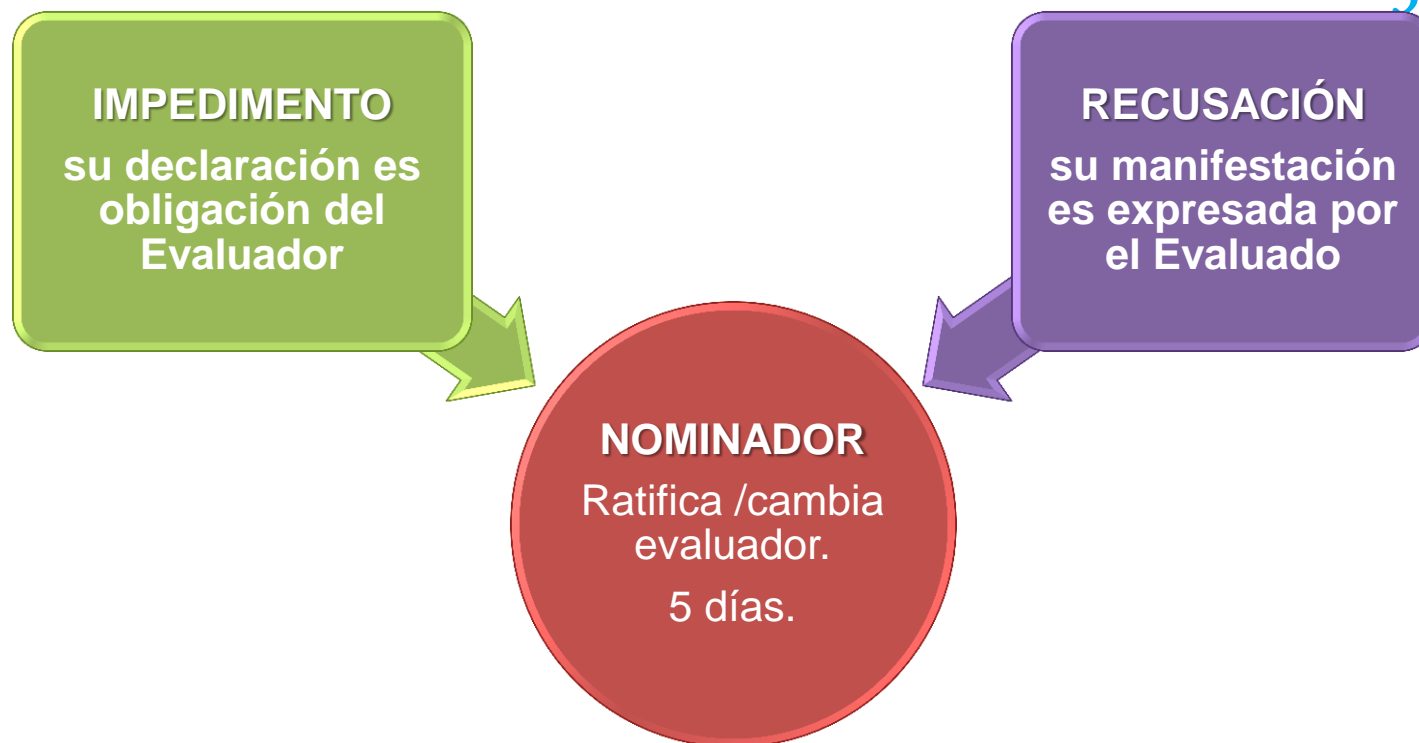 IMPEDIMENTO
su declaración es
obligación del
Evaluador
RECUSACIÓN
su manifestación
es expresada por
el Evaluado
NOMINADOR
Ratifica /cambia
evaluador.
5 días.